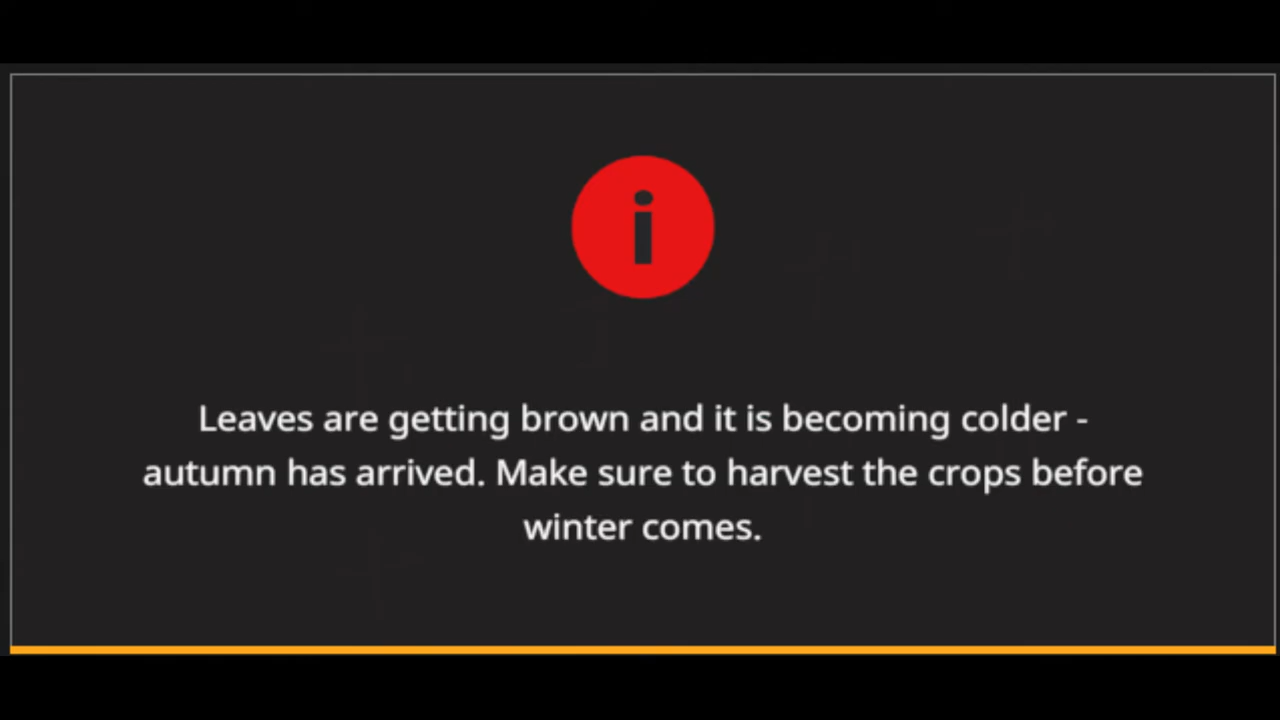 i
Leaves are getting brown and it is becoming colder -
autumn has arrived. Make sure to harvest the crops before
winter comes.